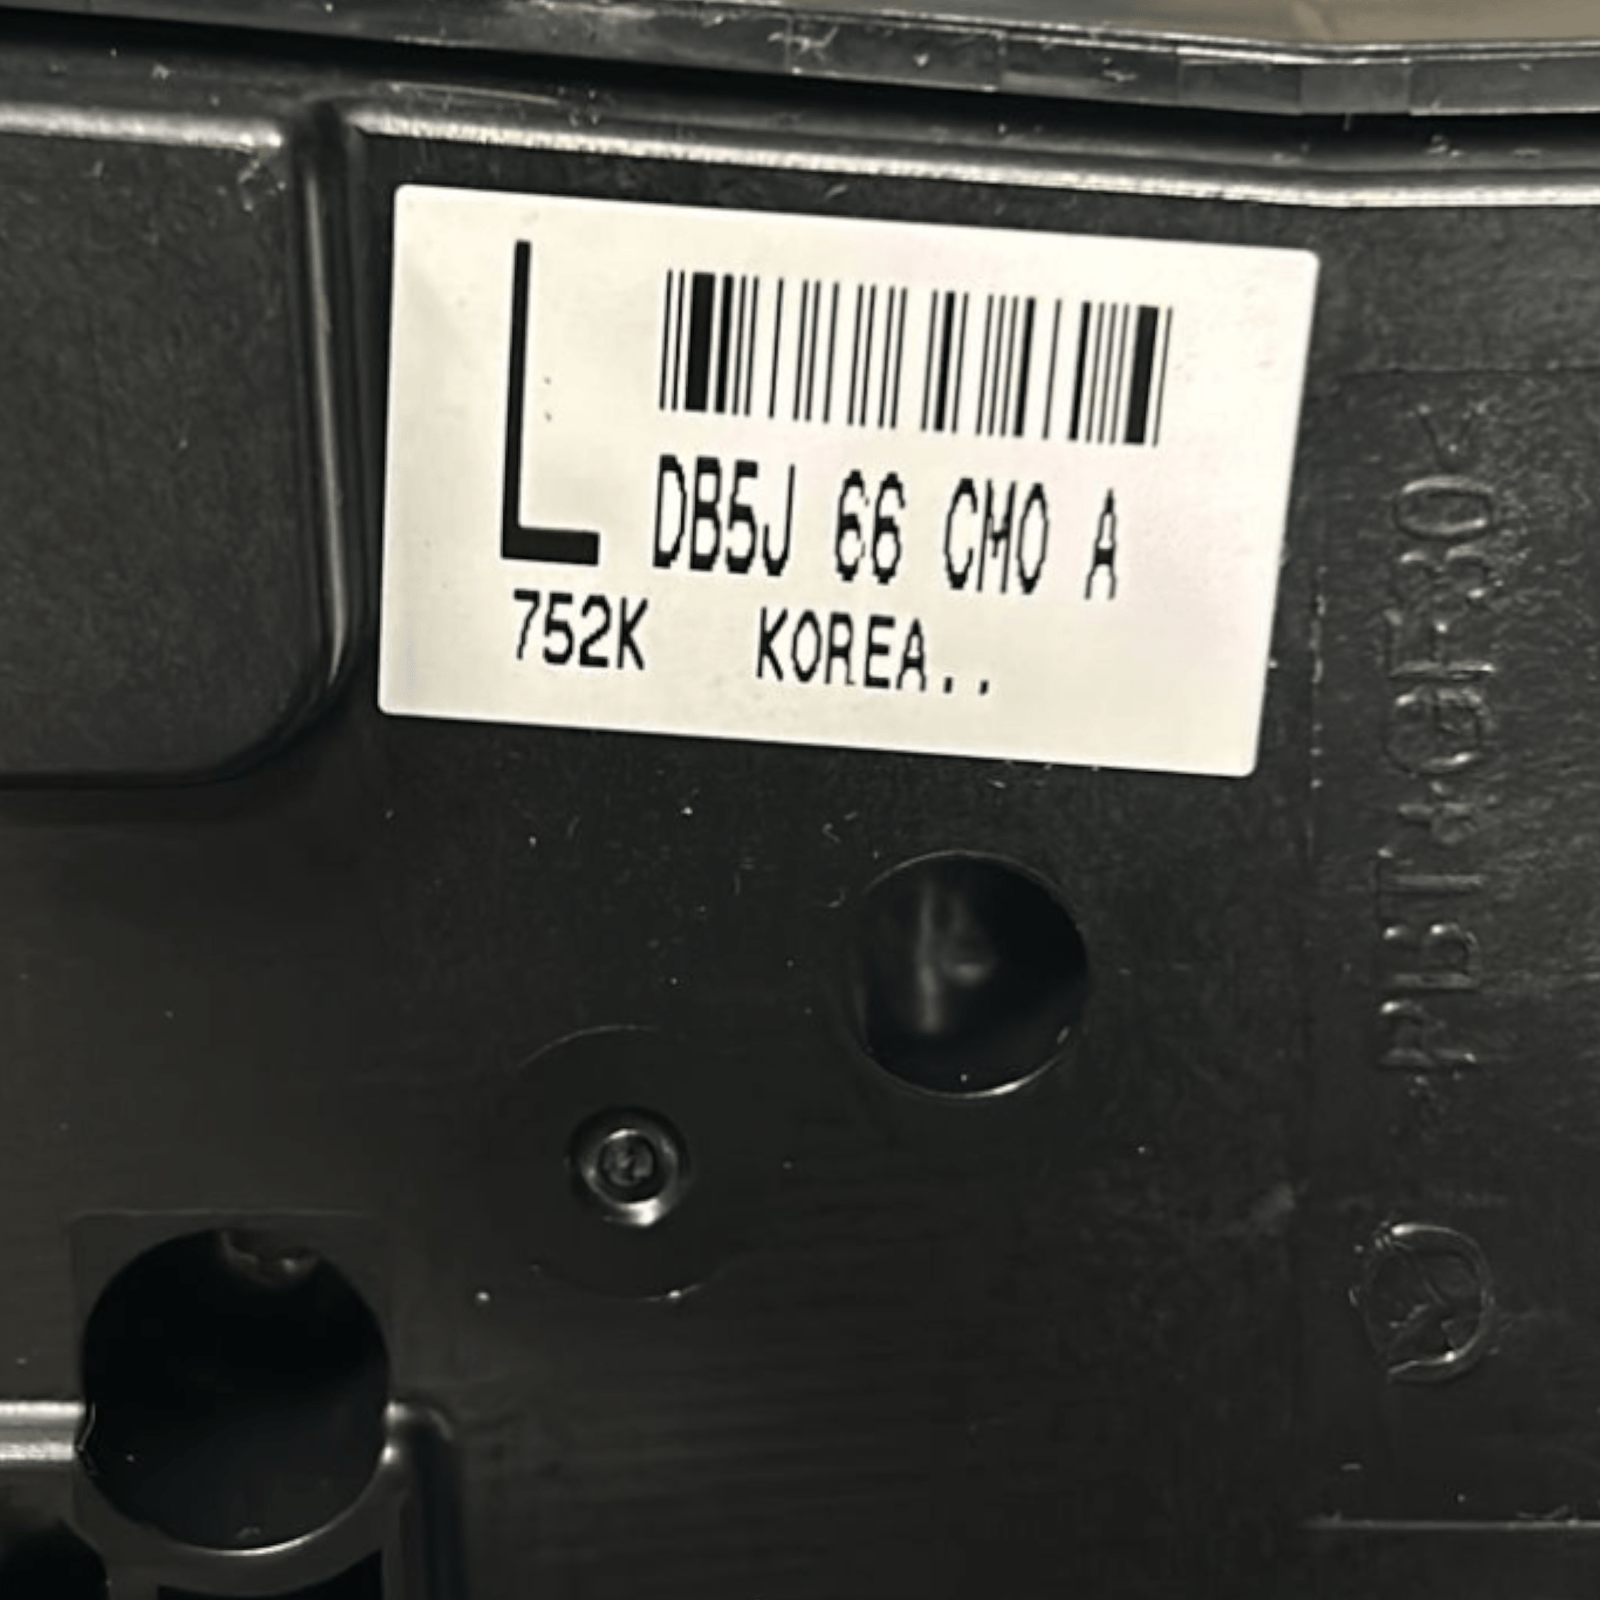 L
DB5J 66 CM0 A
752K KOREA..
>PBT+GF30<